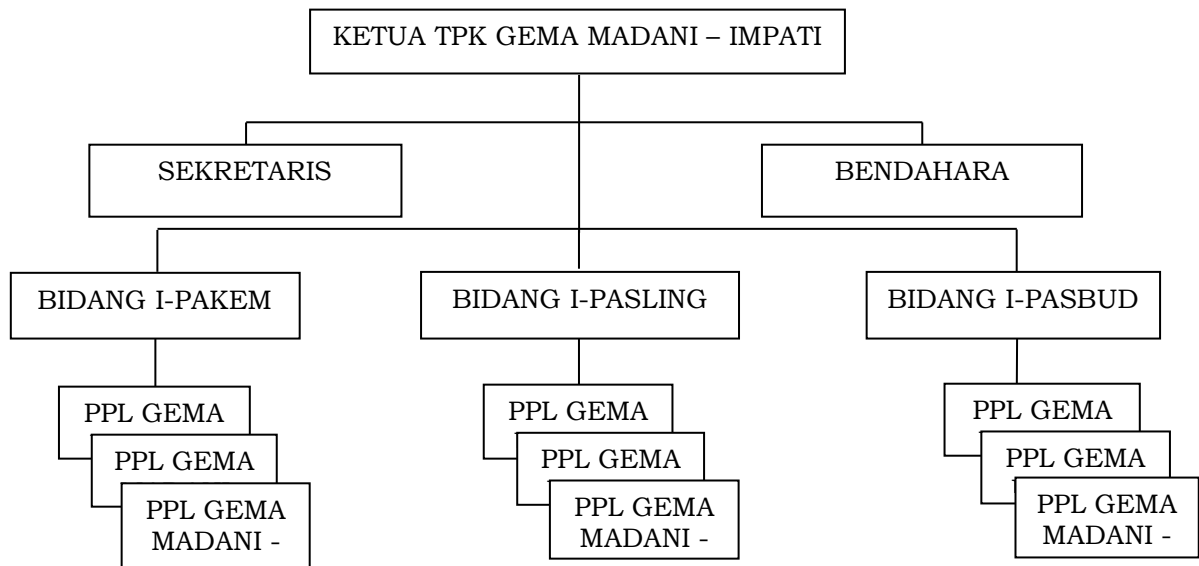 KETUA TPK GEMA MADANI – IMPATI
SEKRETARIS
BENDAHARA
BIDANG I-PAKEM
BIDANG I-PASLING
BIDANG I-PASBUD
PPL GEMA
PPL GEMA
PPL GEMA
MADANI -
PPL GEMA
PPL GEMA
PPL GEMA
MADANI -
PPL GEMA
PPL GEMA
PPL GEMA
MADANI -